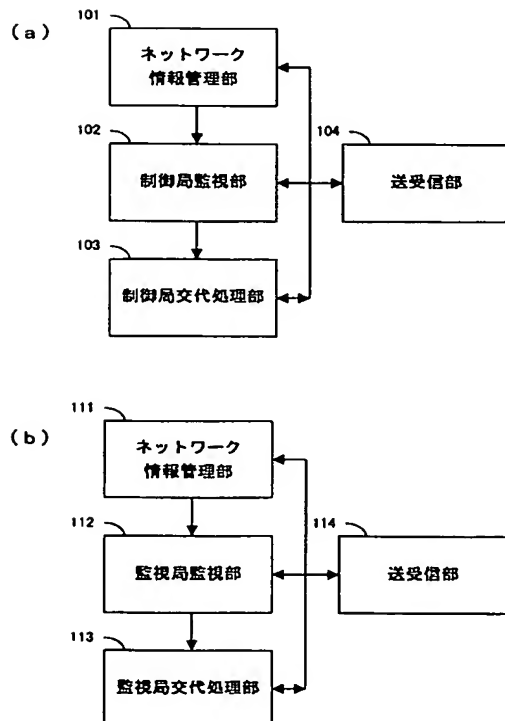 (a)
101
ネットワーク
情報管理部
102
制御局監視部
104
送受信部
103
制御局交代処理部
(b)
111
ネットワーク
情報管理部
112
監視局監視部
114
送受信部
113
監視局交代処理部